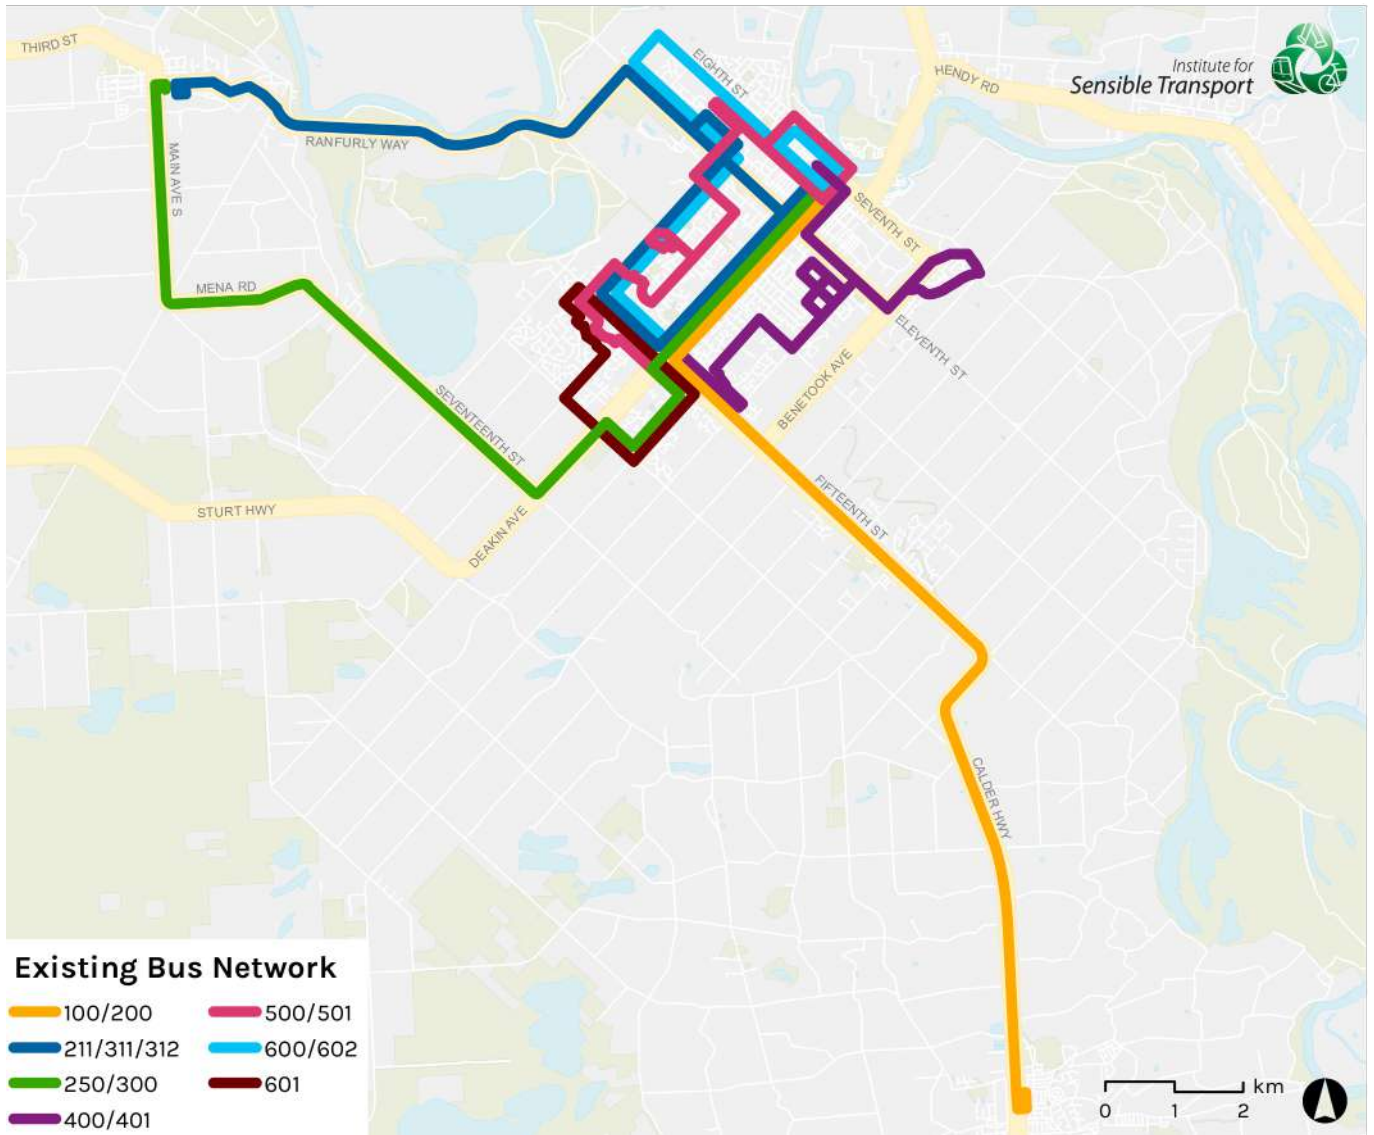 THIRD ST
EIGHTH ST
HENDY RD
Institute for
Sensible Transport
RANFURLY WAY
MAIN AVE S
SEVENTH ST
MENA RD
ELEVENTH ST
BENETOOK AVE
SEVENTEENTH ST
FIFTEENTH ST
STURT HWY
DEAKIN AVE
CALDER HWY
Existing Bus Network
100/200
500/501
211/311/312
600/602
250/300
601
400/401
km
0 1 2